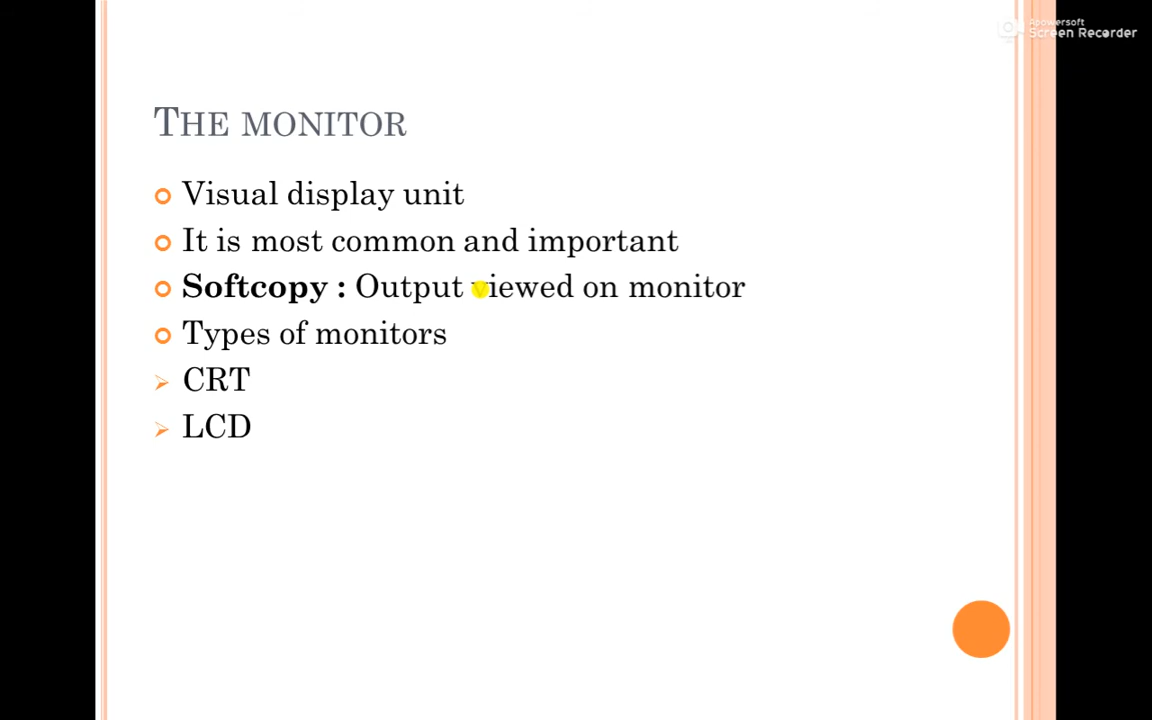 Apowersoft
Screen Recorder
THE MONITOR
Visual display unit
It is most common and important
Softcopy : Output viewed on monitor
Types of monitors
CRT
LCD